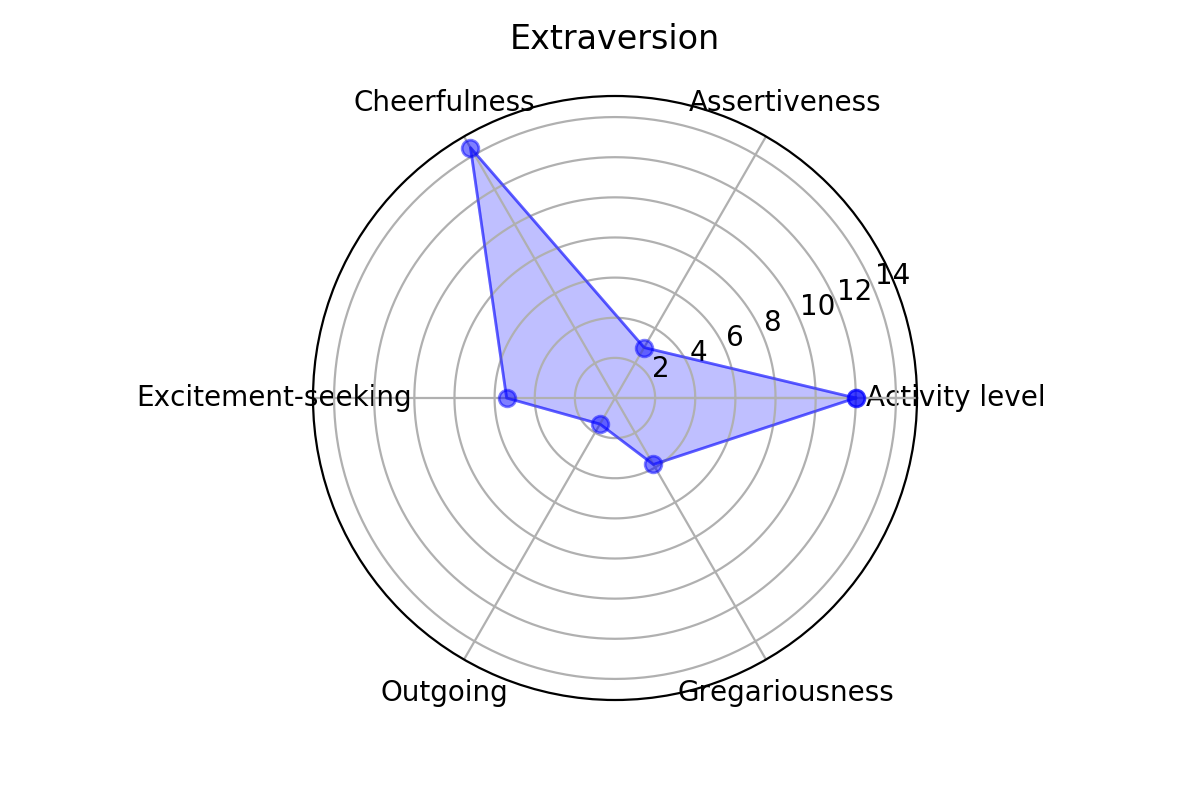 Extraversion
Cheerfulness
Assertiveness
14
12
10
8
6
4
2
Excitement-seeking
Activity level
Outgoing
Gregariousness